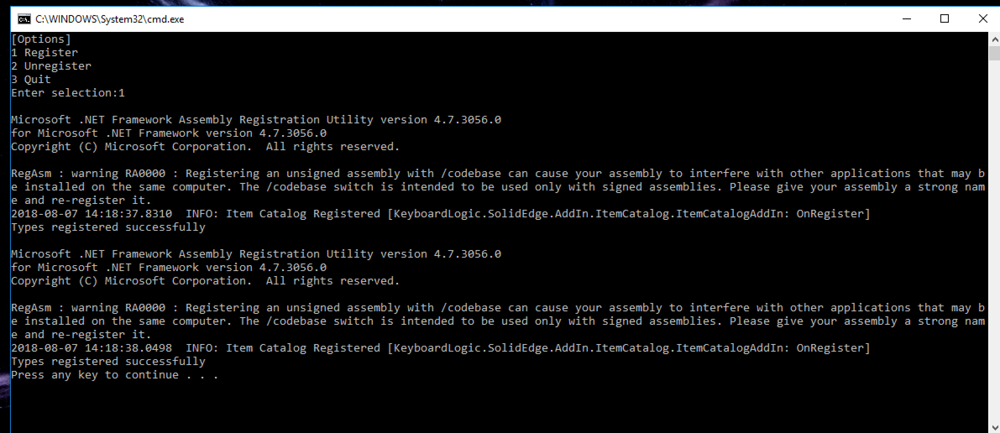 C:\WINDOWS\System32\cmd.exe
[Options]
1 Register
2 Unregister
3 Quit
Enter selection:1
Microsoft .NET Framework Assembly Registration Utility version 4.7.3056.0
for Microsoft .NET Framework version 4.7.3056.0
Copyright (C) Microsoft Corporation.  All rights reserved.
RegAsm : warning RA0000 : Registering an unsigned assembly with /codebase can cause your assembly to interfere with other applications that may b
e installed on the same computer. The /codebase switch is intended to be used only with signed assemblies. Please give your assembly a strong nam
e and re-register it.
2018-08-07 14:18:37.8310  INFO: Item Catalog Registered [KeyboardLogic.SolidEdge.AddIn.ItemCatalog.ItemCatalogAddIn: OnRegister]
Types registered successfully
Microsoft .NET Framework Assembly Registration Utility version 4.7.3056.0
for Microsoft .NET Framework version 4.7.3056.0
Copyright (C) Microsoft Corporation.  All rights reserved.
RegAsm : warning RA0000 : Registering an unsigned assembly with /codebase can cause your assembly to interfere with other applications that may b
e installed on the same computer. The /codebase switch is intended to be used only with signed assemblies. Please give your assembly a strong nam
e and re-register it.
2018-08-07 14:18:38.0498  INFO: Item Catalog Registered [KeyboardLogic.SolidEdge.AddIn.ItemCatalog.ItemCatalogAddIn: OnRegister]
Types registered successfully
Press any key to continue . . .